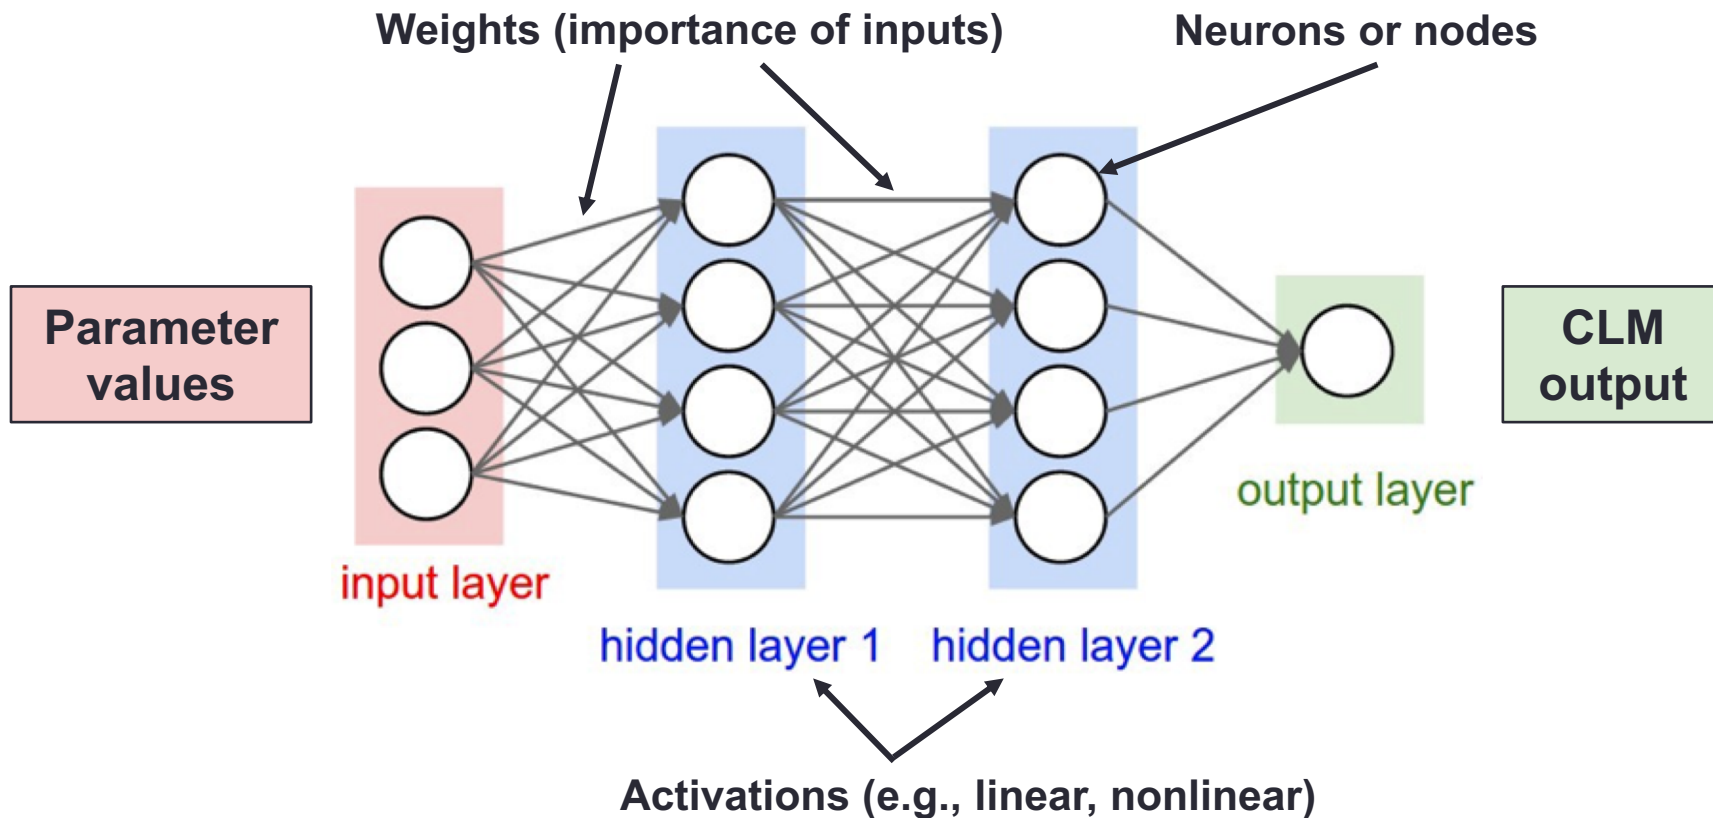 Weights (importance of inputs)
Neurons or nodes
Parameter
values
CLM
output
input layer
output layer
hidden layer 1
hidden layer 2
Activations (e.g., linear, nonlinear)